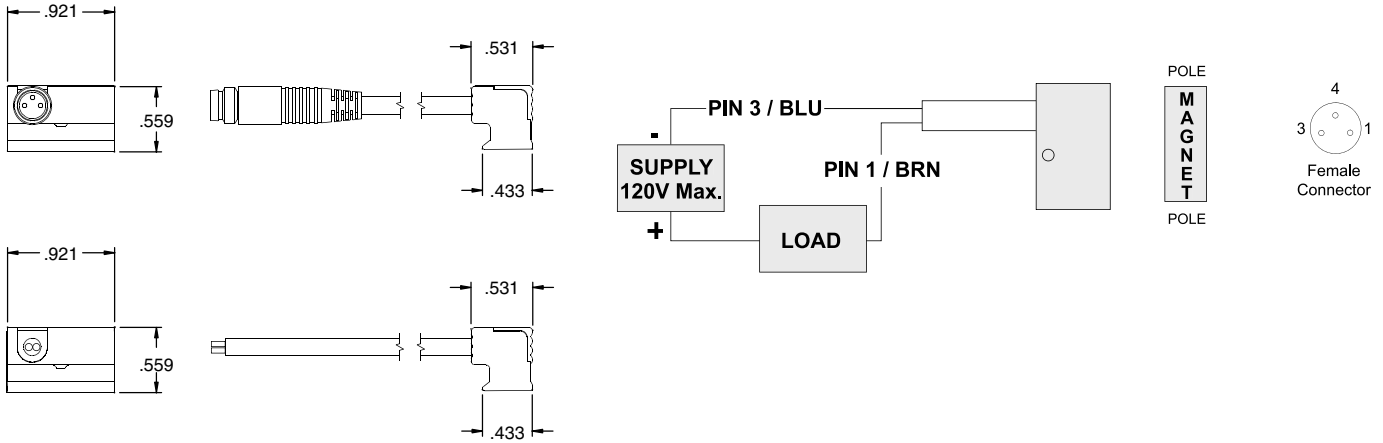 .921
.559
.531
.433
.921
.559
.531
.433
PIN 3 / BLU
-
SUPPLY
120V Max.
+
PIN 1 / BRN
LOAD
POLE
MAGNET
POLE
4
3
1
Female
Connector